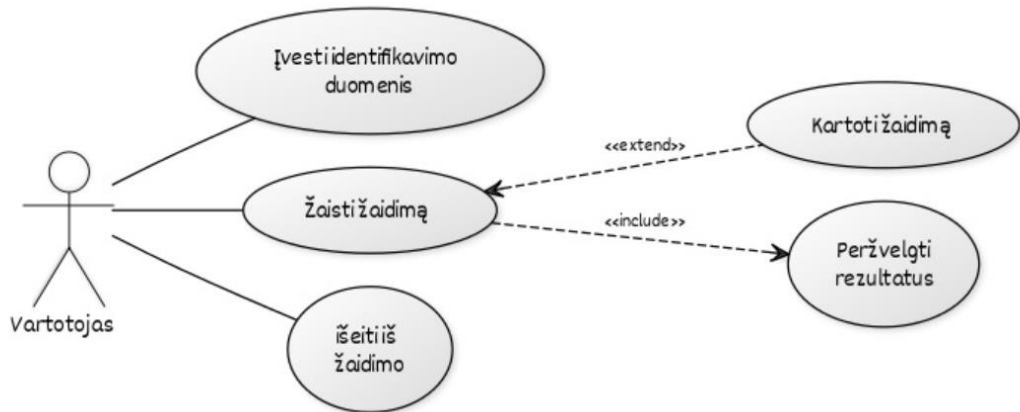 Įvesti identifikavimo
duomenis
Kartoti žaidimą
<<extend>>
Žaisti žaidimą
<<include>>
Peržvelgti
rezultatus
Vartotojas
išeiti iš
žaidimo